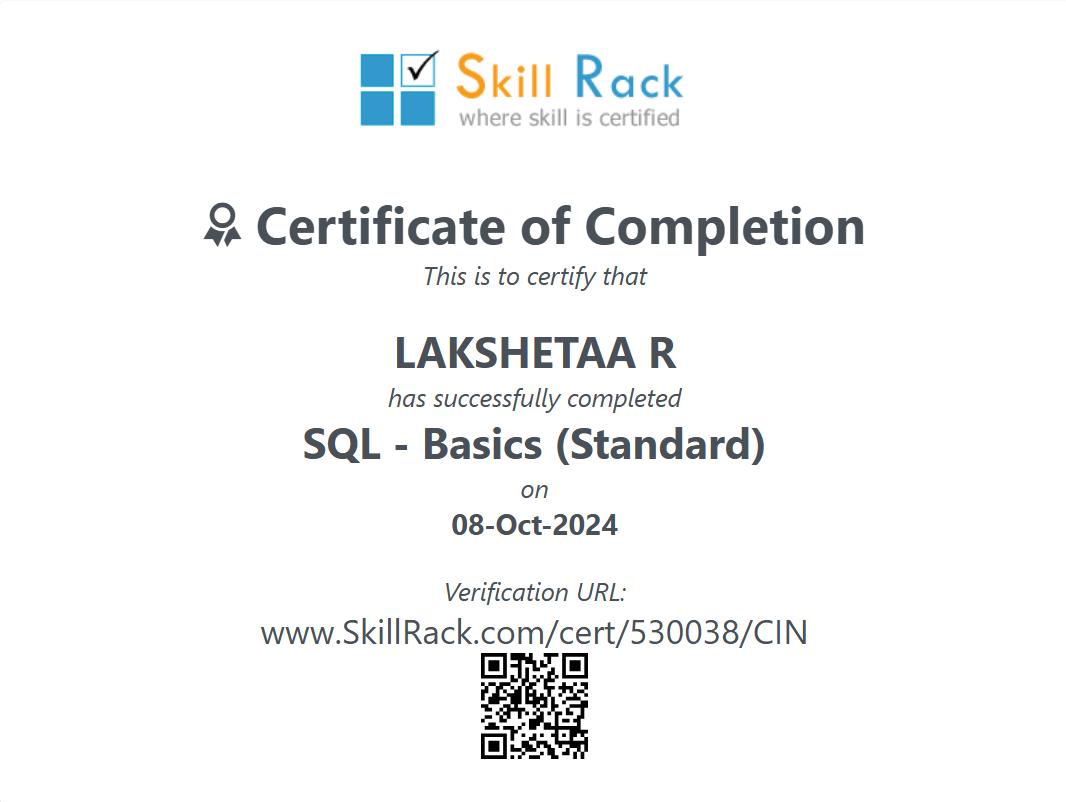 Skill Rack
where skill is certified
Certificate of Completion
This is to certify that
LAKSHETAA R
has successfully completed
SQL - Basics (Standard)
on
08-Oct-2024
Verification URL:
www.SkillRack.com/cert/530038/CIN